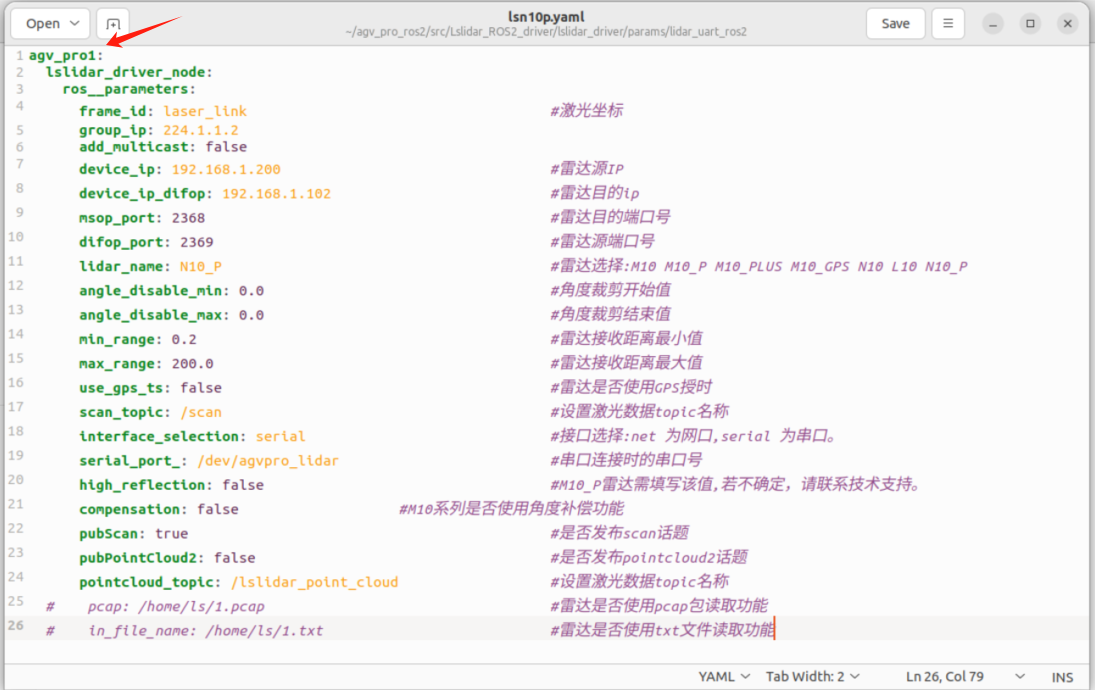 Open
lsn10p.yaml
~/agv_pro_ros2/src/Lslidar_ROS2_driver/lslidar_driver/params/lidar_uart_ros2
Save
1 agv_pro1:
2 lslidar_driver_node:
3 ros__parameters:
4 frame_id: laser_link #激光坐标
5 group_ip: 224.1.1.2
6 add_multicast: false
7 device_ip: 192.168.1.200 #雷达源IP
8 device_ip_difop: 192.168.1.102 #雷达目的ip
9 msop_port: 2368 #雷达目的端口号
10 difop_port: 2369 #雷达源端口号
11 lidar_name: N10_P #雷达选择:M10 M10_P M10_PLUS M10_GPS N10 L10 N10_P
12 angle_disable_min: 0.0 #角度裁剪开始值
13 angle_disable_max: 0.0 #角度裁剪结束值
14 min_range: 0.2 #雷达接收距离最小值
15 max_range: 200.0 #雷达接收距离最大值
16 use_gps_ts: false #雷达是否使用GPS授时
17 scan_topic: /scan #设置激光数据topic名称
18 interface_selection: serial #接口选择:net 为网口,serial 为串口。
19 serial_port_: /dev/agvpro_lidar #串口连接时的串口号
20 high_reflection: false #M10_P雷达需填写该值,若不确定，请联系技术支持。
21 compensation: false #M10系列是否使用角度补偿功能
22 pubScan: true #是否发布scan话题
23 pubPointCloud2: false #是否发布pointcloud2话题
24 pointcloud_topic: /lslidar_point_cloud #设置激光数据topic名称
25 # pcap: /home/ls/1.pcap #雷达是否使用pcap包读取功能
26 # in_file_name: /home/ls/1.txt #雷达是否使用txt文件读取功能
YAML Tab Width: 2 Ln 26, Col 79 INS